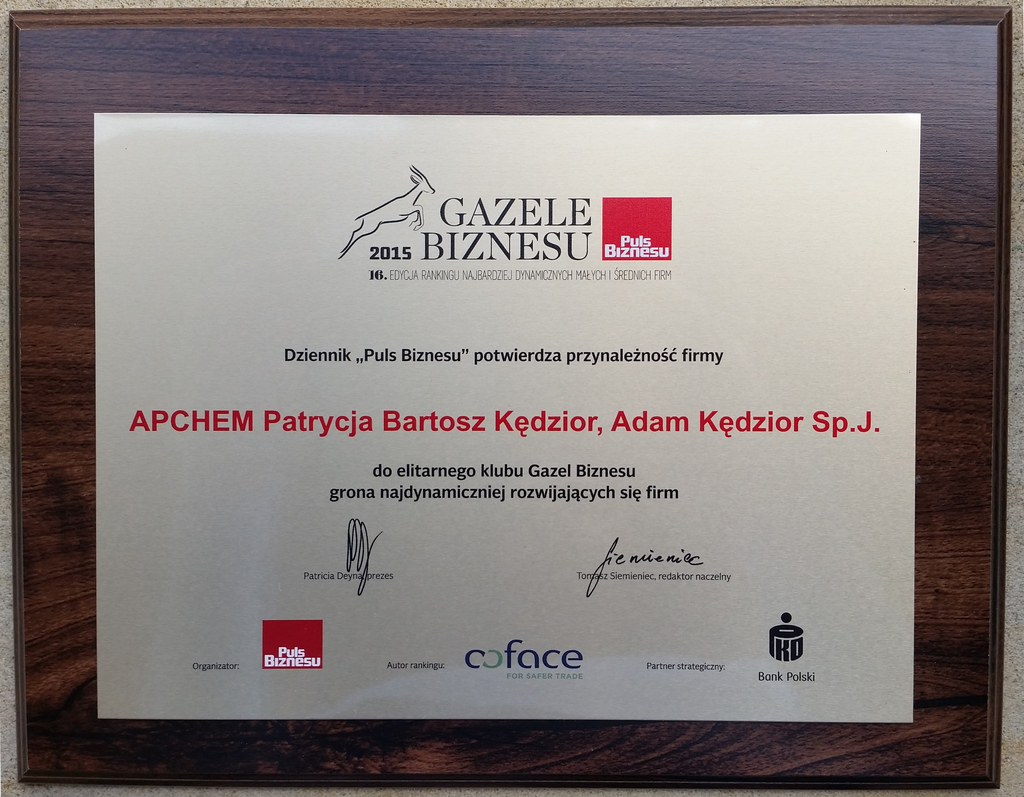 GAZELE
2015 BIZNESU
Puls
Biznesu
16. EDYCJA RANKINGU NAJBARDZIEJ DYNAMICZNYCH MAŁYCH I ŚREDNICH FIRM
Dziennik „Puls Biznesu” potwierdza przynależność firmy
APCHEM Patrycja Bartosz Kędzior, Adam Kędzior Sp.J.
do elitarnego klubu Gazel Biznesu
grona najdynamiczniej rozwijających się firm
Siemieniec
Patricia Deyna, prezes
Tomasz Siemieniec, redaktor naczelny
Organizator:
Puls
Biznesu
Autor rankingu:
coface
FOR SAFER TRADE
Partner strategiczny:
PKO
Bank Polski